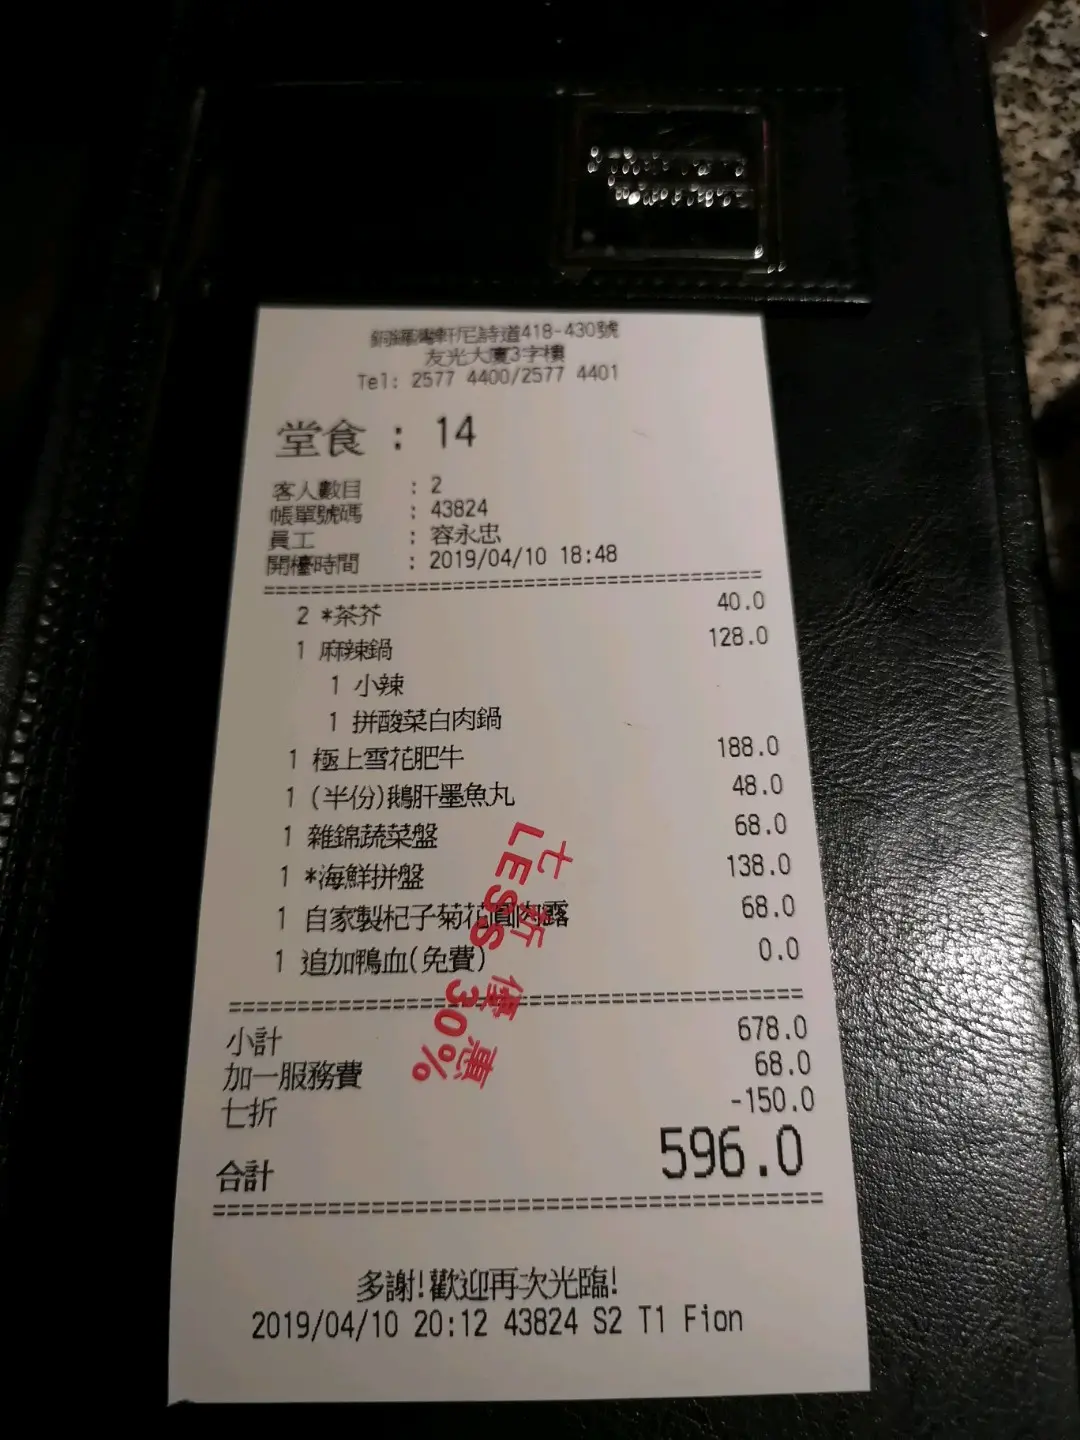 銅鑼灣軒尼詩道418-430號
友光大廈3字樓
Tel: 2577 4400/2577 4401
堂食 : 14
客人數目 : 2
帳單號碼 : 43824
員工 : 容永忠
開檯時間 : 2019/04/10 18:48
2 *茶芥 40.0
1 麻辣鍋 128.0
1 小辣
1 拼酸菜白肉鍋
1 極上雪花肥牛 188.0
1 (半份)鵝肝墨魚丸 48.0
1 雜錦蔬菜盤 68.0
1 *海鮮拼盤 138.0
1 自家製杞子菊花圓肉露 68.0
1 追加鴨血(免費) 0.0
七折優惠
LESS 30%
小計 678.0
加一服務費 68.0
七折 -150.0
合計 596.0
多謝!歡迎再次光臨!
2019/04/10 20:12 43824 S2 T1 Fion